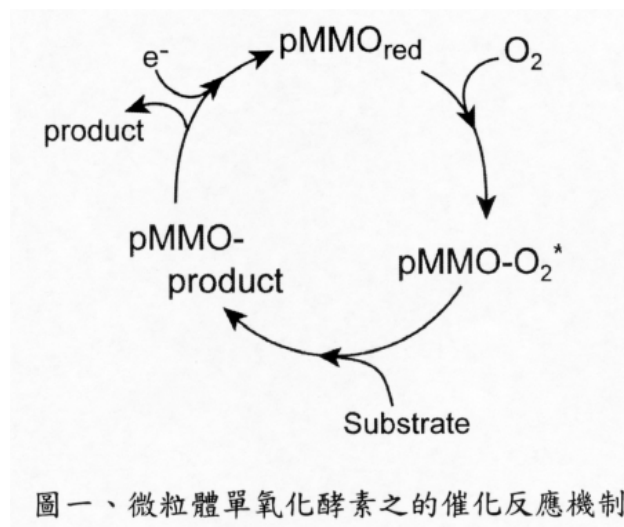 pMMOred
e-
O2
product
pMMO-
product
pMMO-O2*
Substrate
圖一、微粒體單氧化酵素之的催化反應機制